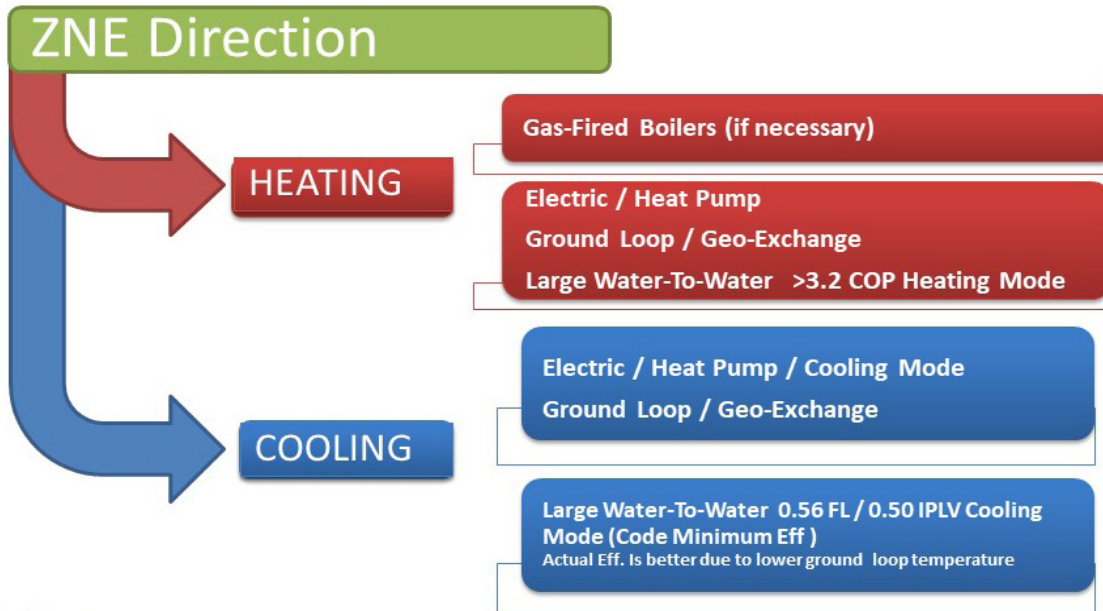 ZNE Direction
HEATING
Gas-Fired Boilers (if necessary)
Electric / Heat Pump
Ground Loop / Geo-Exchange
Large Water-To-Water >3.2 COP Heating Mode
COOLING
Electric / Heat Pump / Cooling Mode
Ground Loop / Geo-Exchange
Large Water-To-Water 0.56 FL / 0.50 IPLV Cooling
Mode (Code Minimum Eff )
Actual Eff. Is better due to lower ground loop temperature